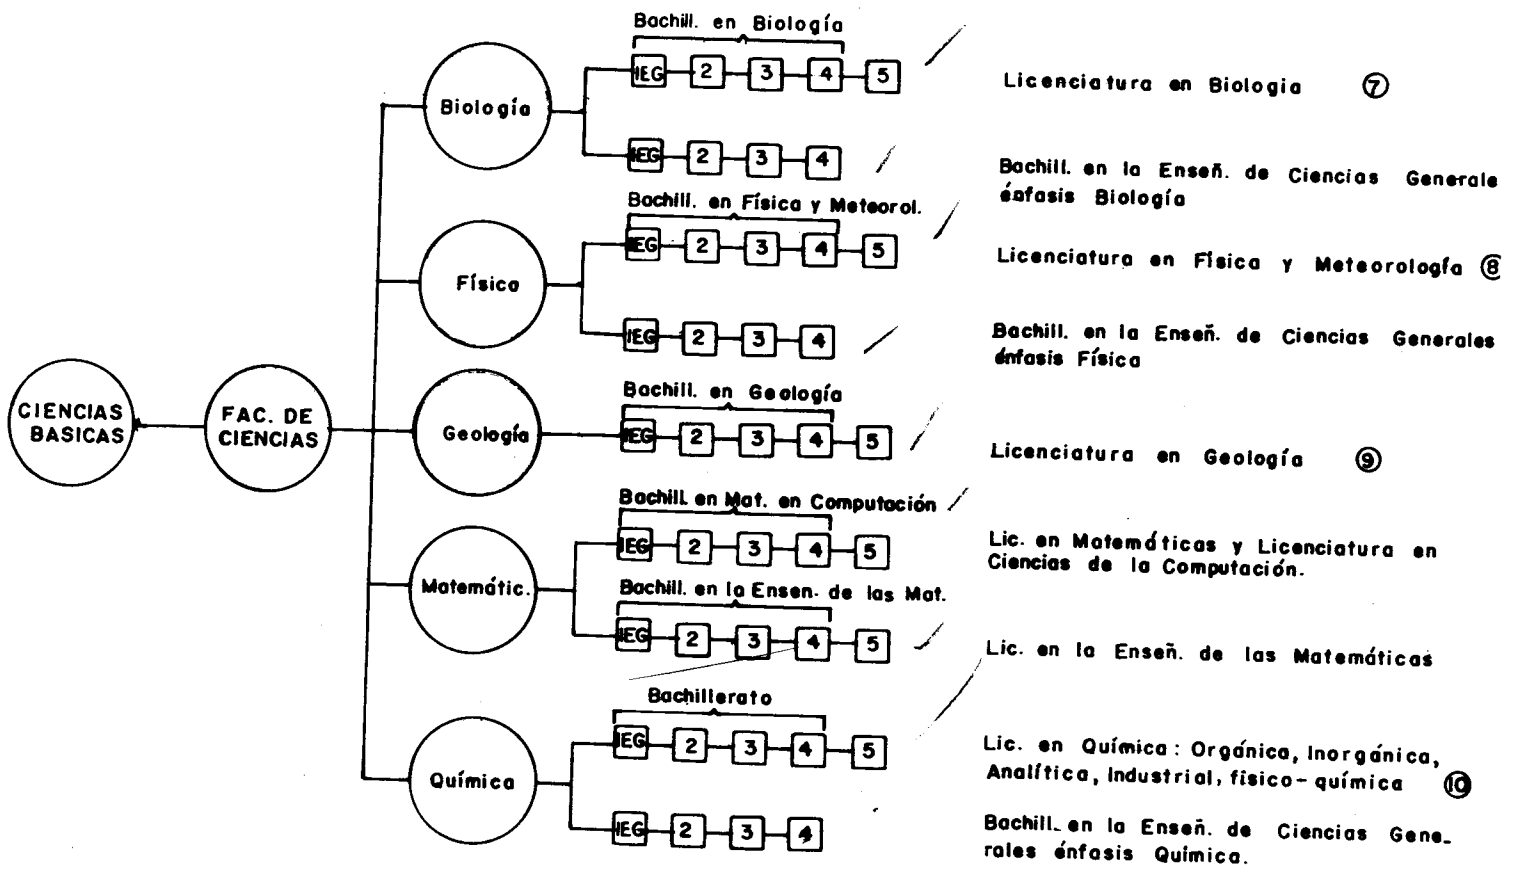 Bachill. en Biología
Biología
IEG 2 3 4 5
Licenciatura en Biologia ⑦
IEG 2 3 4
Bachill. en la Enseñ. de Ciencias Generale
énfasis Biología
Bachill. en Física y Meteorol.
Física
IEG 2 3 4 5
Licenciatura en Física y Meteorología ⑧
IEG 2 3 4
Bachill. en la Enseñ. de Ciencias Generales
énfasis Física
CIENCIAS
BASICAS
FAC. DE
CIENCIAS
Bachill. en Geología
Geología
IEG 2 3 4 5
Licenciatura en Geología ⑨
Bachill. en Mat. en Computación
Matemátic.
IEG 2 3 4 5
Lic. en Matemáticas y Licenciatura en
Ciencias de la Computación.
Bachill. en la Ensen. de las Mat.
IEG 2 3 4 5
Lic. en la Enseñ. de las Matemáticas
Bachillerato
Química
IEG 2 3 4 5
Lic. en Química: Orgánica, Inorgánica,
Analítica, Industrial, físico-química ⑩
IEG 2 3 4
Bachill. en la Enseñ. de Ciencias Gene-
rales énfasis Química.